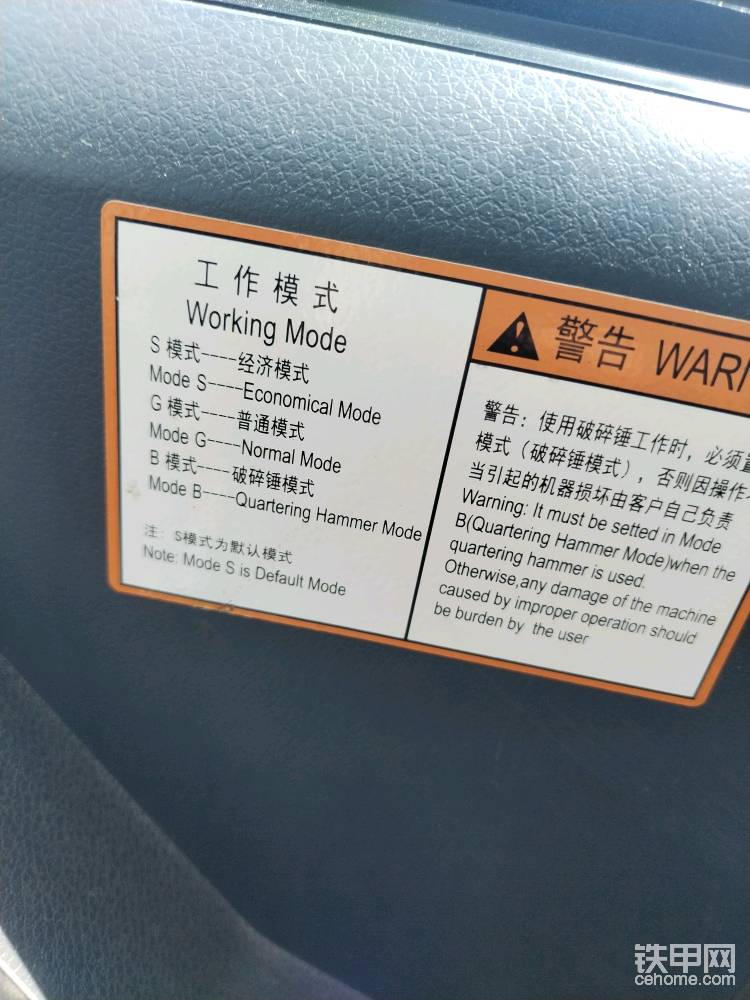 工作模式
Working Mode
S 模式----经济模式
Mode S----Economical Mode
G 模式----普通模式
Mode G----Normal Mode
B 模式----破碎锤模式
Mode B----Quartering Hammer Mode
注: S模式为默认模式
Note: Mode S is Default Mode
警告
警告: 使用破碎锤工作时, 必须
模式 (破碎锤模式) , 否则因操作
当引起的机器损坏由客户自己负责
Warning: It must be setted in Mode
B(Quartering Hammer Mode)when the
quartering hammer is used.
Otherwise,any damage of the machine
caused by improper operation should
be burden by the user
铁甲网
cehome.com